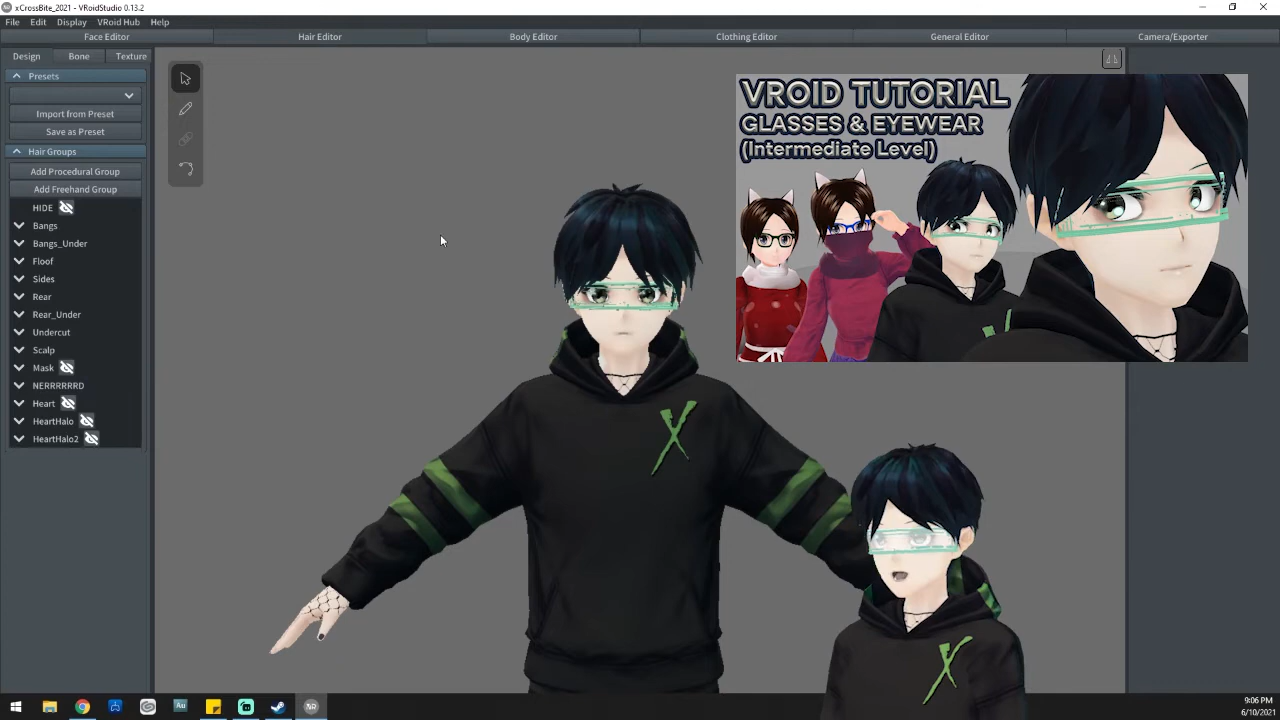 xCrossBite_2021 - VRoidStudio 0.13.2
File Edit Display VRoid Hub Help
Face Editor Hair Editor Body Editor Clothing Editor General Editor Camera/Exporter
Design Bone Texture
Presets
Import from Preset
Save as Preset
Hair Groups
Add Procedural Group
Add Freehand Group
HIDE
Bangs
Bangs_Under
Floof
Sides
Rear
Rear_Under
Undercut
Scalp
Mask
NERRRRRRD
Heart
HeartHalo
HeartHalo2
VROID TUTORIAL
GLASSES & EYEWEAR
(Intermediate Level)
X
X
Au
9:06 PM
6/10/2021